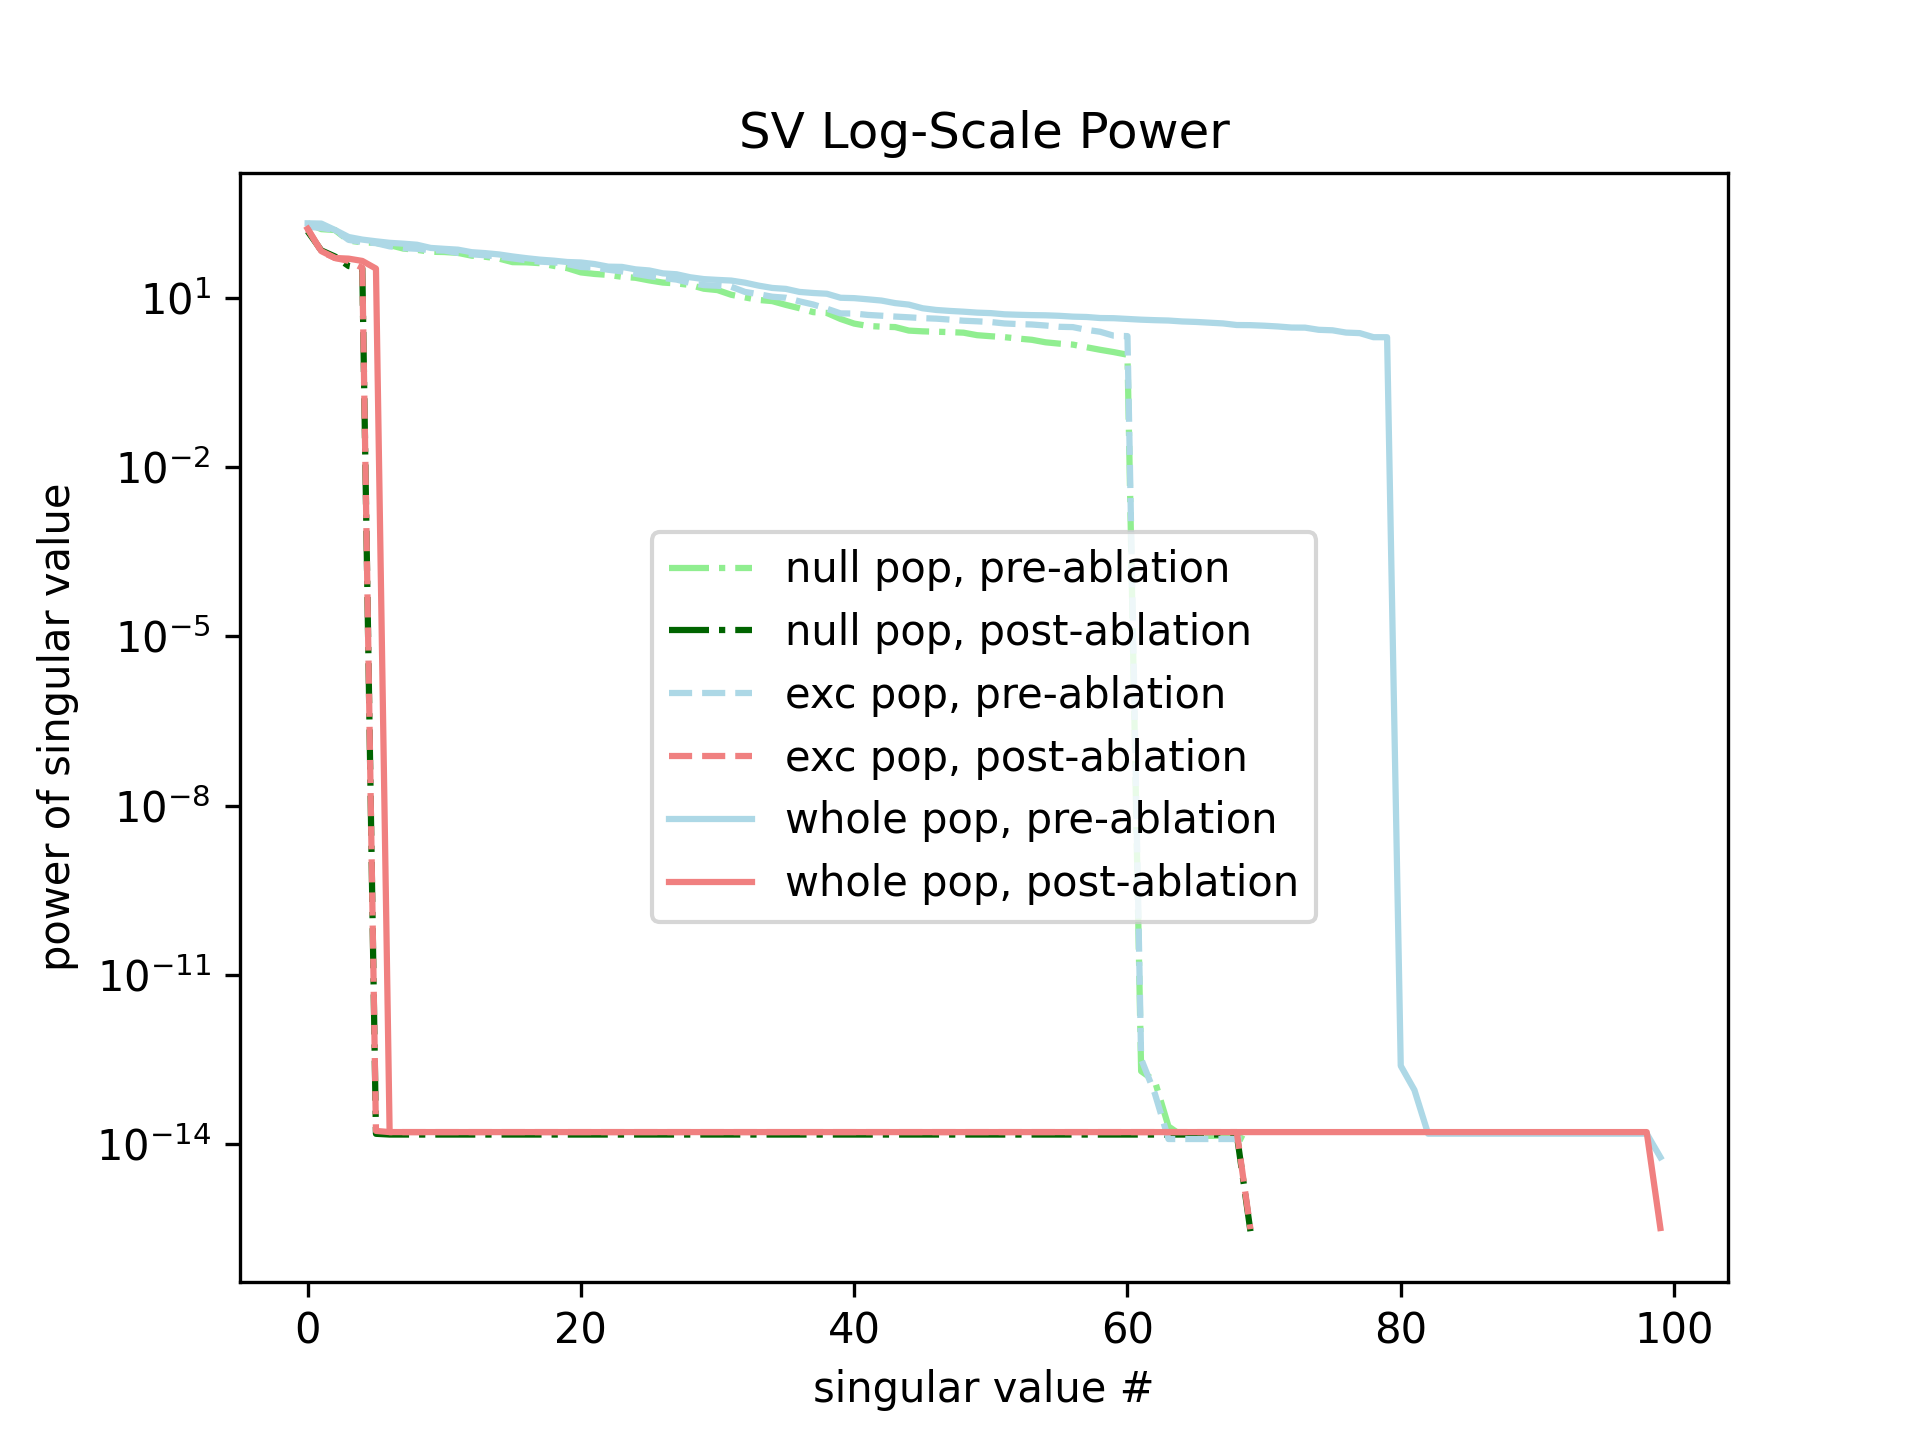 SV Log-Scale Power
power of singular value
10¹
10⁻²
10⁻⁵
10⁻⁸
10⁻¹¹
10⁻¹⁴
null pop, pre-ablation
null pop, post-ablation
exc pop, pre-ablation
exc pop, post-ablation
whole pop, pre-ablation
whole pop, post-ablation
0 20 40 60 80 100
singular value #